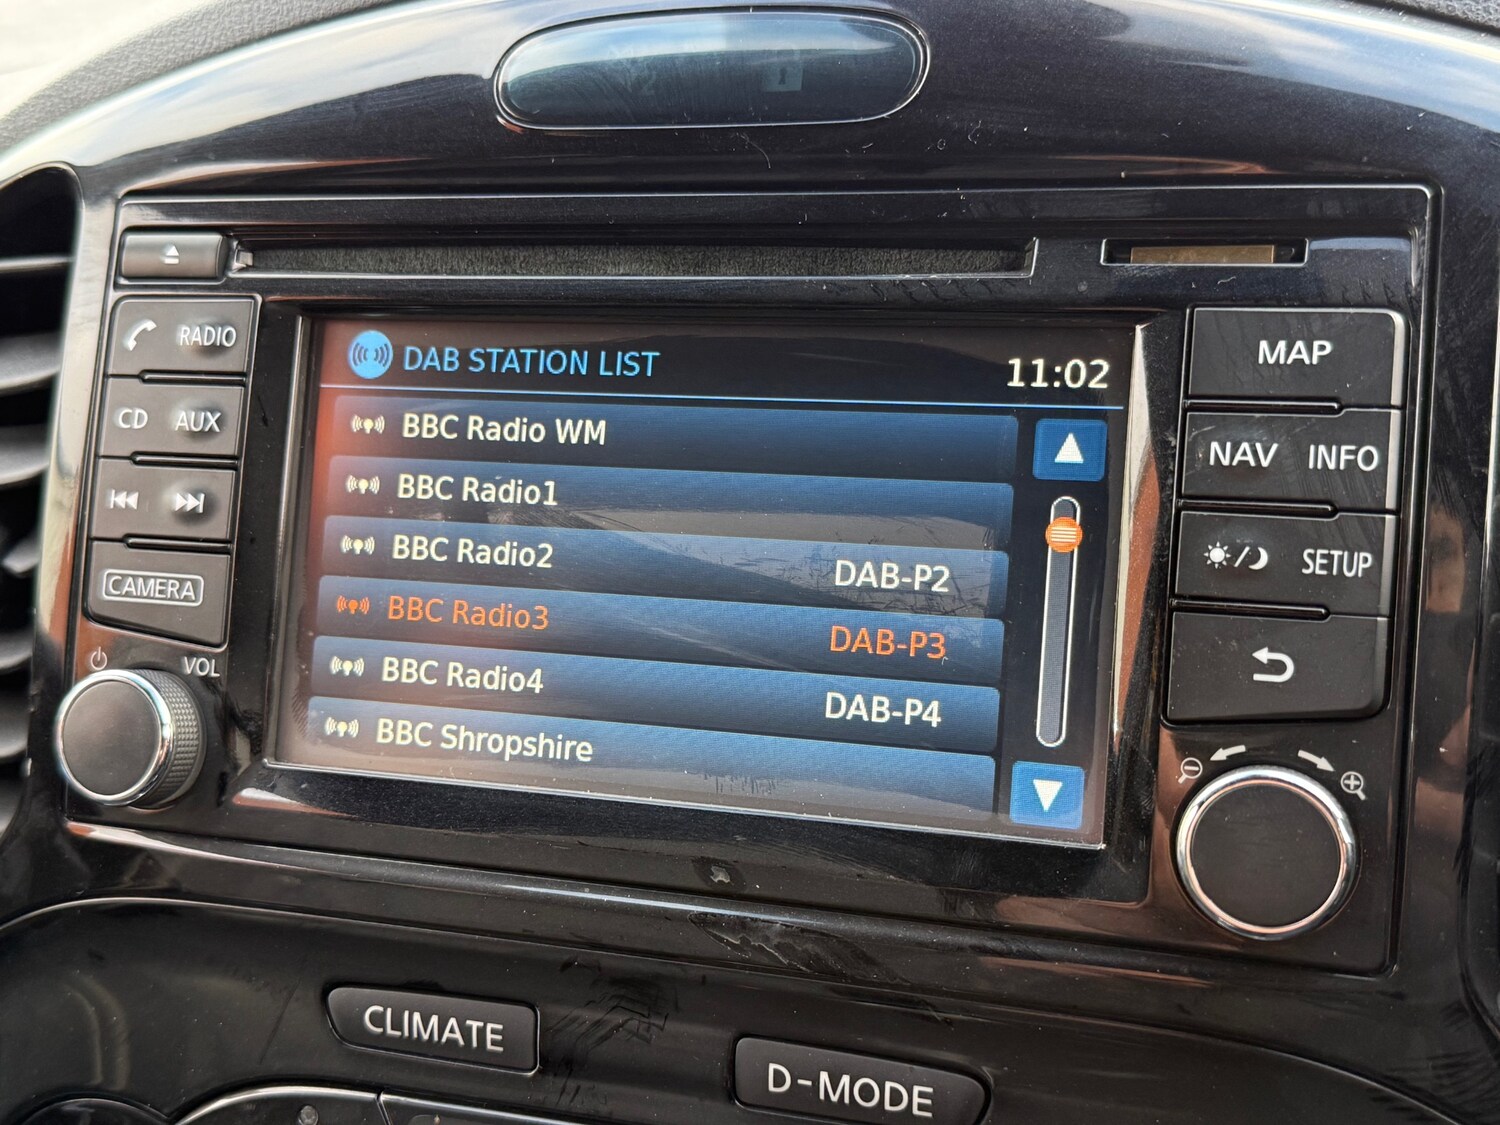 RADIO
CD AUX
CAMERA
VOL
DAB STATION LIST 11:02
BBC Radio WM
BBC Radio1
BBC Radio2 DAB-P2
BBC Radio3 DAB-P3
BBC Radio4 DAB-P4
BBC Shropshire
MAP
NAV INFO
SETUP
CLIMATE
D-MODE